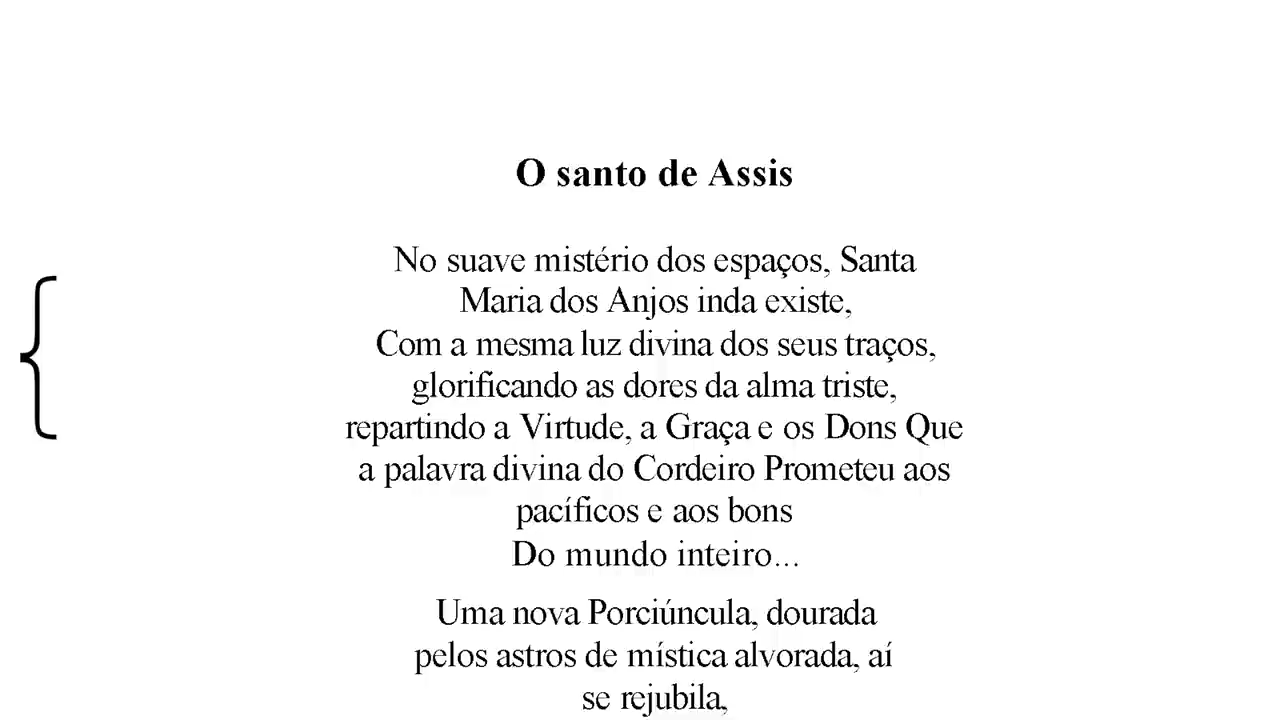 O santo de Assis
No suave mistério dos espaços, Santa
Maria dos Anjos inda existe,
Com a mesma luz divina dos seus traços,
glorificando as dores da alma triste,
repartindo a Virtude, a Graça e os Dons Que
a palavra divina do Cordeiro Prometeu aos
pacíficos e aos bons
Do mundo inteiro...
Uma nova Porciúncula, dourada
pelos astros de mística alvorada, aí
se rejubila,